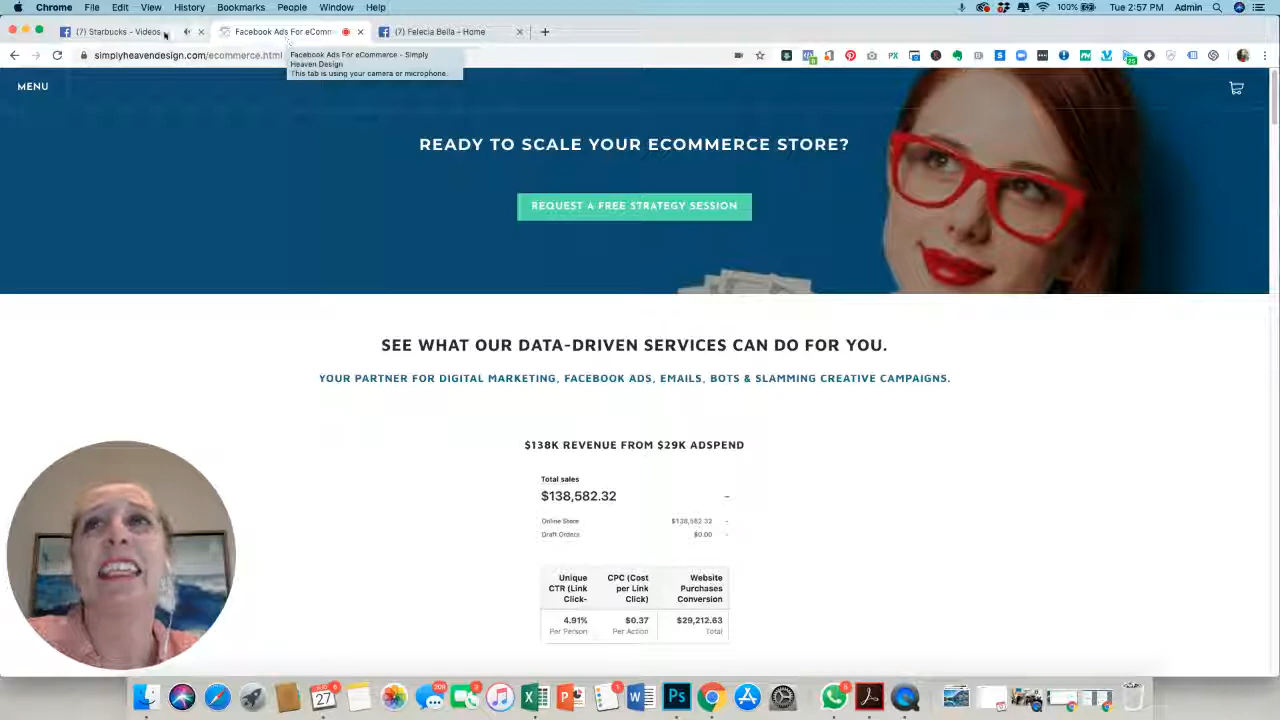 Chrome File Edit View History Bookmarks People Window Help 100% Tue 2:57 PM Admin
(7) Starbucks - Videos Facebook Ads For eComm (7) Felecia Bella - Home
simplyheavendesign.com/ecommerce.html
Facebook Ads For eCommerce - Simply
Heaven Design
This tab is using your camera or microphone.
MENU
READY TO SCALE YOUR ECOMMERCE STORE?
REQUEST A FREE STRATEGY SESSION
SEE WHAT OUR DATA-DRIVEN SERVICES CAN DO FOR YOU.
YOUR PARTNER FOR DIGITAL MARKETING, FACEBOOK ADS, EMAILS, BOTS & SLAMMING CREATIVE CAMPAIGNS.
$138K REVENUE FROM $29K ADSPEND
Total sales
$138,582.32 –
Online Store $138,582.32 -
Draft Orders $0.00 -
Unique CTR (Link Click- CPC (Cost per Link Click) Website Purchases Conversion
4.91% $0.37 $29,212.63
Per Person Per Action Total
27